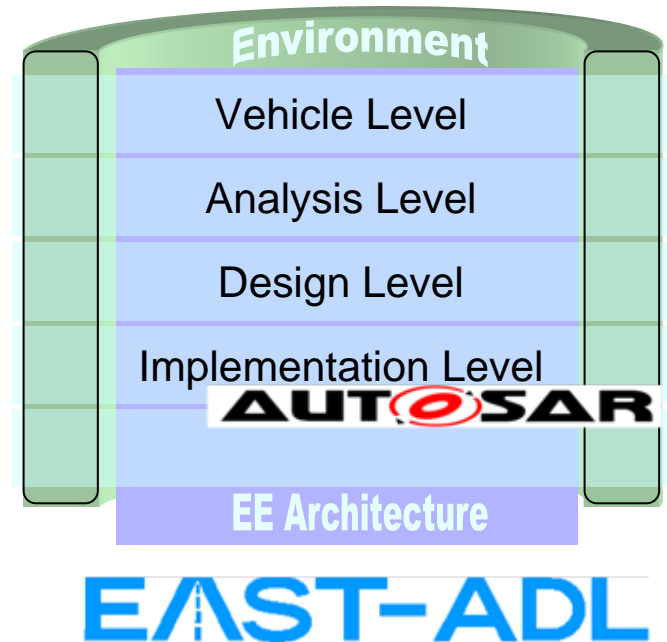 Environment
Vehicle Level
Analysis Level
Design Level
Implementation Level
AUTOSAR
EE Architecture
EAST-ADL